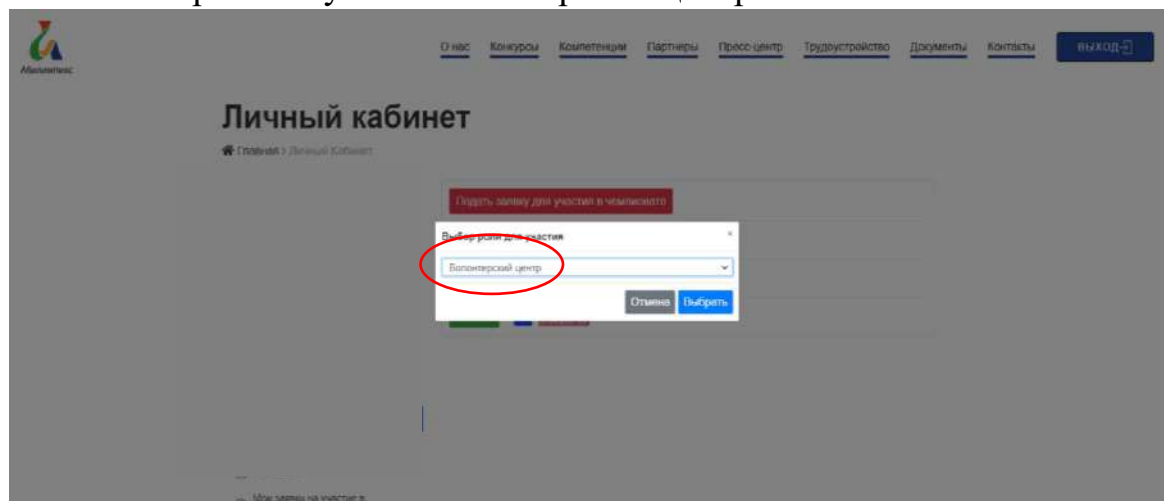 Абилимпикс
О нас Конкурсы Компетенции Партнеры Пресс-центр Трудоустройство Документы Контакты ВЫХОД
Личный кабинет
Главная > Личный Кабинет
Подать заявку для участия в чемпионате
Выбор роли для участия ×
Волонтерский центр
Отмена Выбрать
Мои заявки на участие в